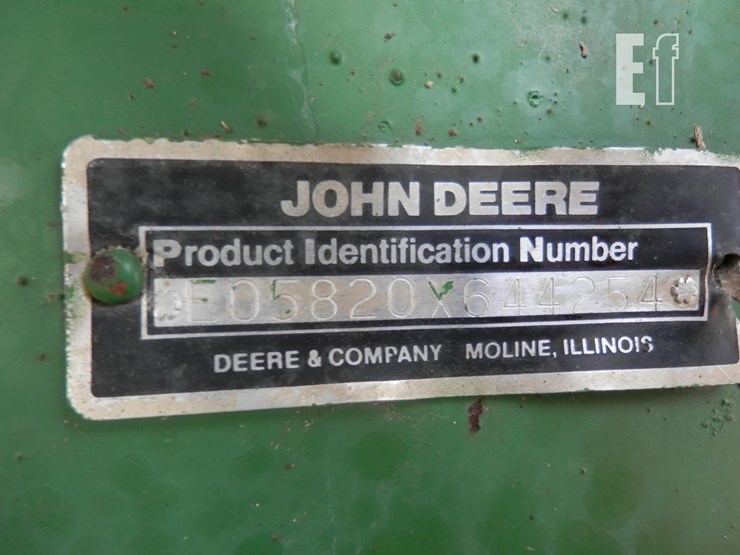 Ef
JOHN DEERE
Product Identification Number
*E05820X644254*
DEERE & COMPANY MOLINE, ILLINOIS